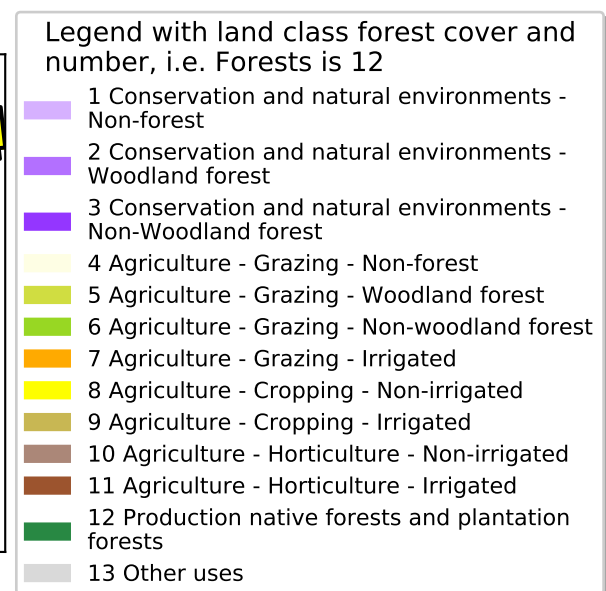 Legend with land class forest cover and
number, i.e. Forests is 12
1 Conservation and natural environments -
Non-forest
2 Conservation and natural environments -
Woodland forest
3 Conservation and natural environments -
Non-Woodland forest
4 Agriculture - Grazing - Non-forest
5 Agriculture - Grazing - Woodland forest
6 Agriculture - Grazing - Non-woodland forest
7 Agriculture - Grazing - Irrigated
8 Agriculture - Cropping - Non-irrigated
9 Agriculture - Cropping - Irrigated
10 Agriculture - Horticulture - Non-irrigated
11 Agriculture - Horticulture - Irrigated
12 Production native forests and plantation
forests
13 Other uses